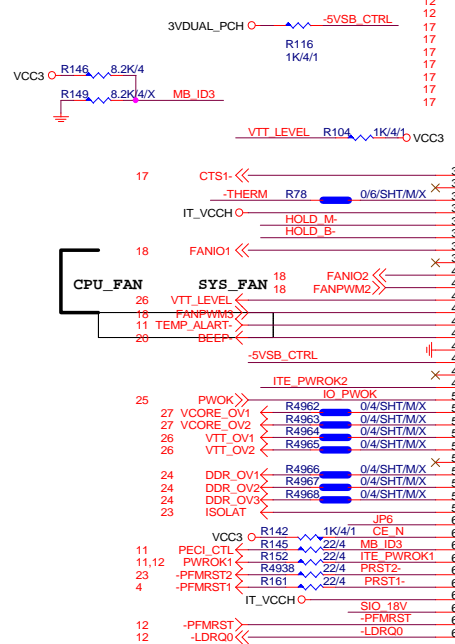 12
12
3VDUAL_PCH -5VSB_CTRL
17
17
R116
17
1K/4/1
17
R146 8.2K/4
17
VCC3
17
R149 8.2K/4/X MB_ID3
17
VTT_LEVEL R104 1K/4/1 VCC3
17 CTS1-
-THERM R78 0/6/SHT/M/X
IT_VCCH
HOLD_M-
HOLD_B-
18 FANIO1
CPU_FAN SYS_FAN 18 FANIO2
18 FANPWM2
26 VTT_LEVEL
18 FANPWM3
11 TEMP_ALART-
20 BEEP-
-5VSB_CTRL
ITE_PWROK2
25 PWOK IO_PWOK
27 VCORE_OV1 R4962 0/4/SHT/M/X
27 VCORE_OV2 R4963 0/4/SHT/M/X
26 VTT_OV1 R4964 0/4/SHT/M/X
26 VTT_OV2 R4965 0/4/SHT/M/X
24 DDR_OV1 R4966 0/4/SHT/M/X
24 DDR_OV2 R4967 0/4/SHT/M/X
24 DDR_OV3 R4968 0/4/SHT/M/X
23 ISOLAT
JP6
VCC3 R142 1K/4/1 CE_N
11 PECI_CTL R145 22/4 MB_ID3
11,12 PWROK1 R152 22/4 ITE_PWROK1
23 -PFMRST2 R4938 22/4 PRST2-
4 -PFMRST1 R161 22/4 PRST1-
IT_VCCH
SIO_18V
12 -PFMRST -PFMRST
12 -LDRQ0 -LDRQ0